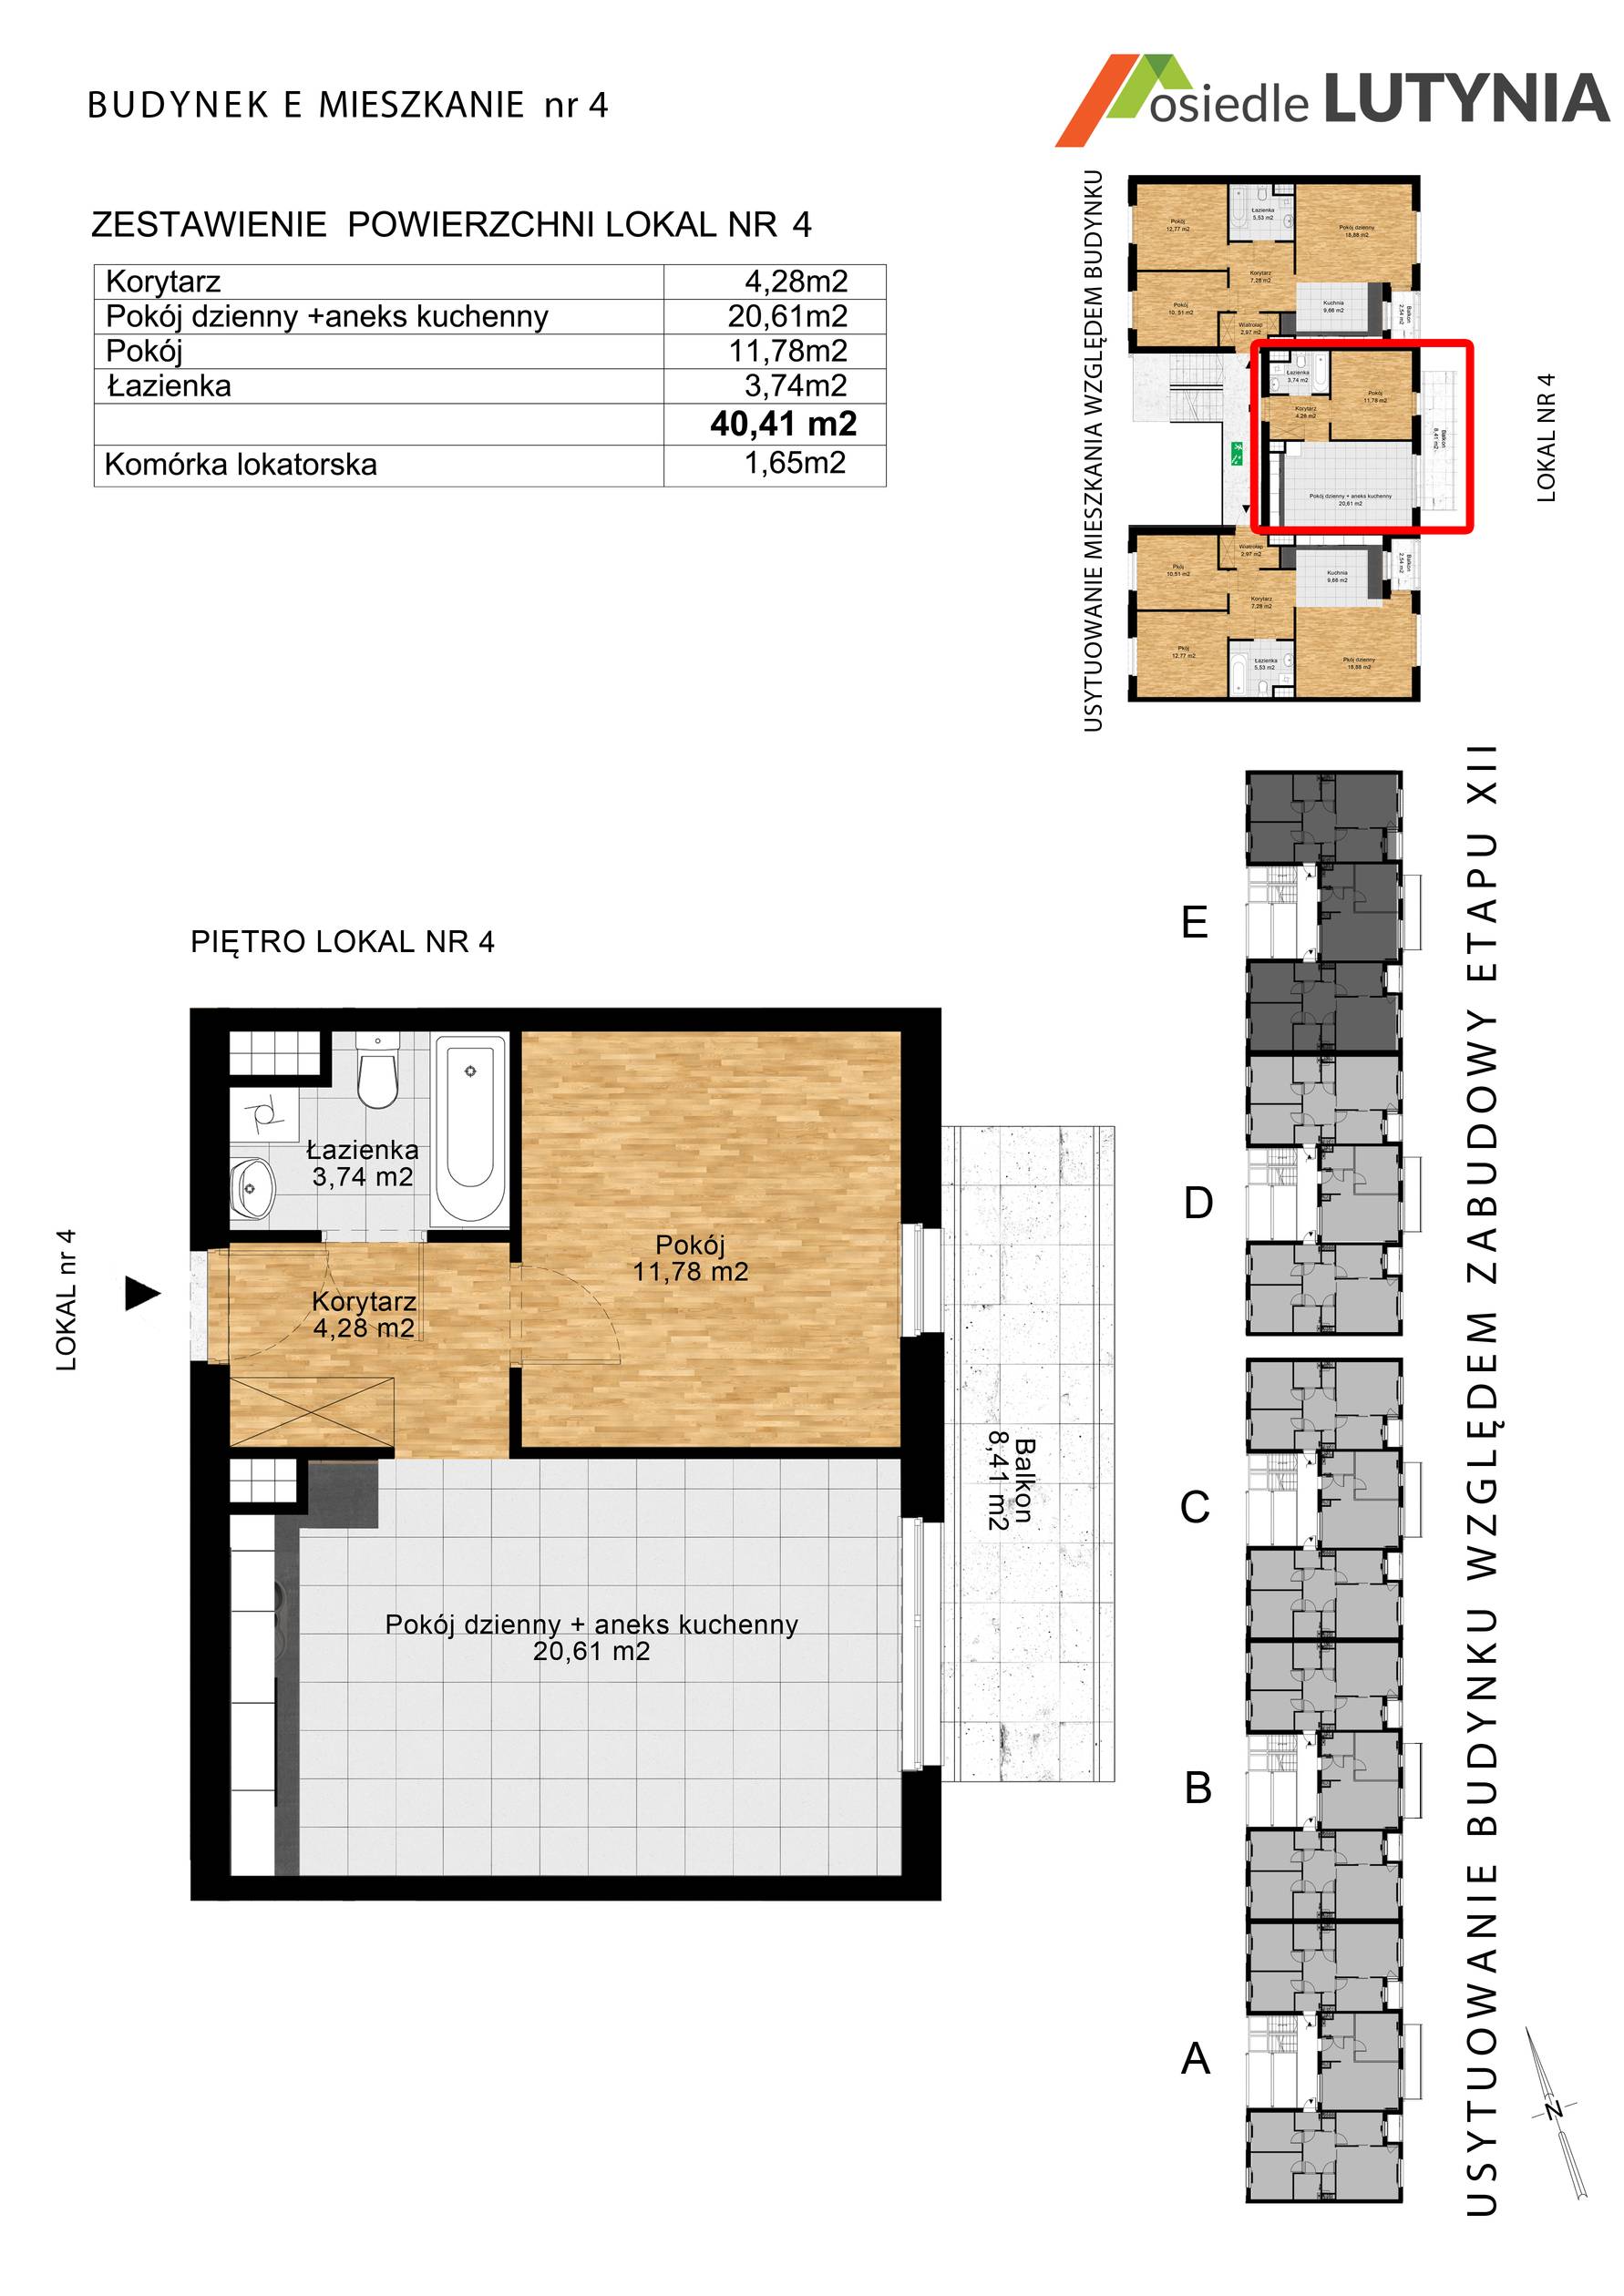 BUDYNEK E MIESZKANIE nr 4
osiedle LUTYNIA
ZESTAWIENIE POWIERZCHNI LOKAL NR 4
Korytarz 4,28m2
Pokój dzienny +aneks kuchenny 20,61m2
Pokój 11,78m2
Łazienka 3,74m2
40,41 m2
Komórka lokatorska 1,65m2
USYTUOWANIE MIESZKANIA WZGLĘDEM BUDYNKU
Pokój
12,77 m2
Łazienka
5,53 m2
Pokój dzienny
18,88 m2
Korytarz
7,28 m2
Pokój
10,51 m2
Kuchnia
9,66 m2
Balkon
2,54 m2
Wiatrołap
2,97 m2
Łazienka
3,74 m2
Pokój
11,78 m2
Korytarz
4,28 m2
Balkon
8,41 m2
Pokój dzienny + aneks kuchenny
20,61 m2
Wiatrołap
2,97 m2
Pkój
10,51 m2
Kuchnia
9,66 m2
Balkon
2,54 m2
Korytarz
7,28 m2
Pkój
12,77 m2
Łazienka
5,53 m2
Pkój dzienny
18,88 m2
LOKAL NR 4
PIĘTRO LOKAL NR 4
LOKAL nr 4
Łazienka
3,74 m2
Pokój
11,78 m2
Korytarz
4,28 m2
Balkon
8,41 m2
Pokój dzienny + aneks kuchenny
20,61 m2
E
D
C
B
A
USYTUOWANIE BUDYNKU WZGLĘDEM ZABUDOWY ETAPU XII
N